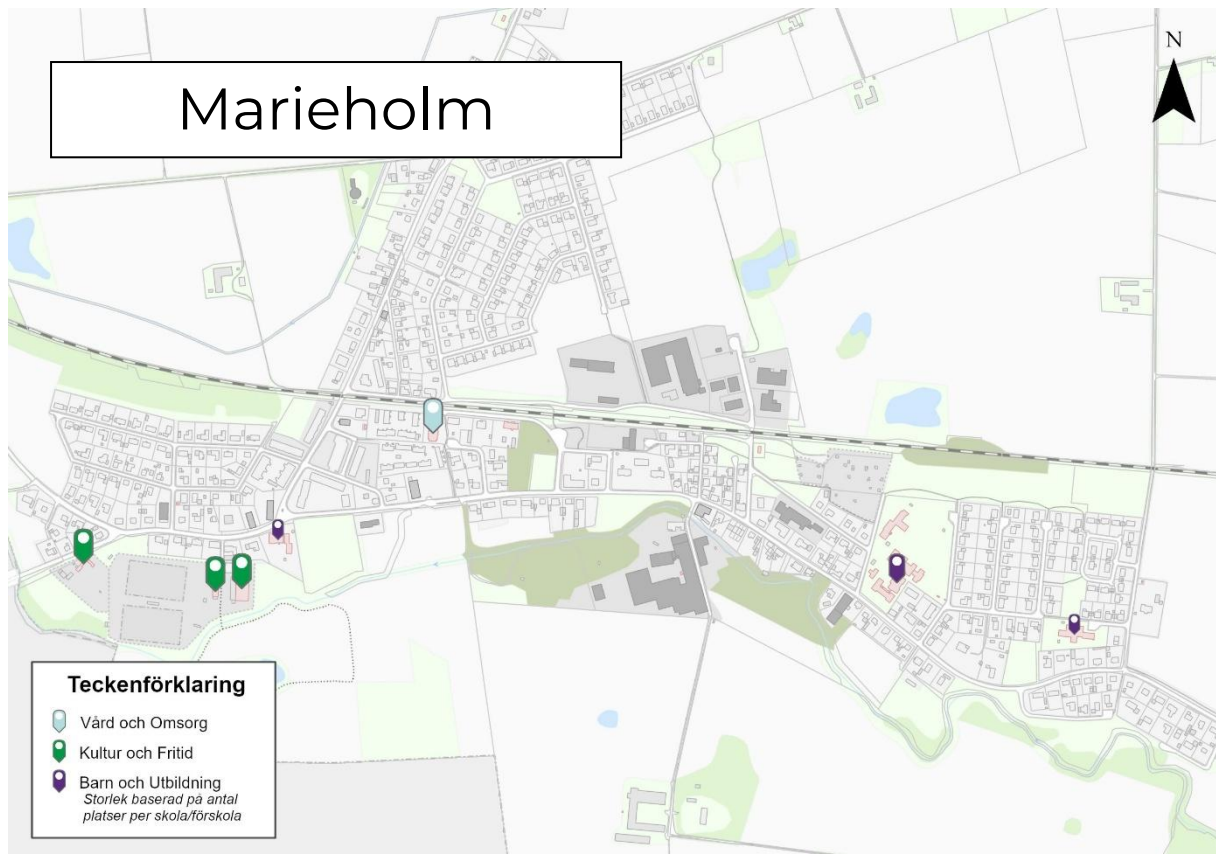 Marieholm
N
Teckenförklaring
Vård och Omsorg
Kultur och Fritid
Barn och Utbildning
Storlek baserad på antal
platser per skola/förskola